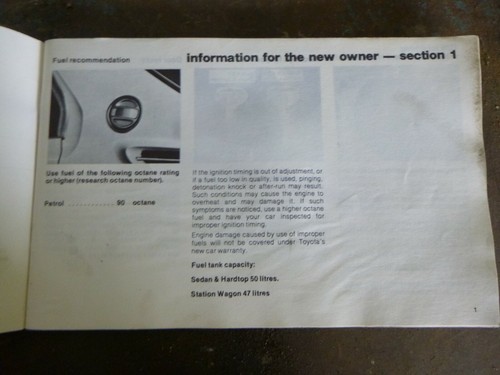 Fuel recommendation
information for the new owner — section 1
Use fuel of the following octane rating
or higher (research octane number).
Petrol .................. 90 octane
If the ignition timing is out of adjustment, or
if a fuel too low in quality, is used, pinging,
detonation knock or after-run may result.
Such conditions may cause the engine to
overheat and may damage it. If such
symptoms are noticed, use a higher octane
fuel and have your car inspected for
improper ignition timing.
Engine damage caused by use of improper
fuels will not be covered under Toyota's
new car warranty.
Fuel tank capacity:
Sedan & Hardtop 50 litres.
Station Wagon 47 litres
1